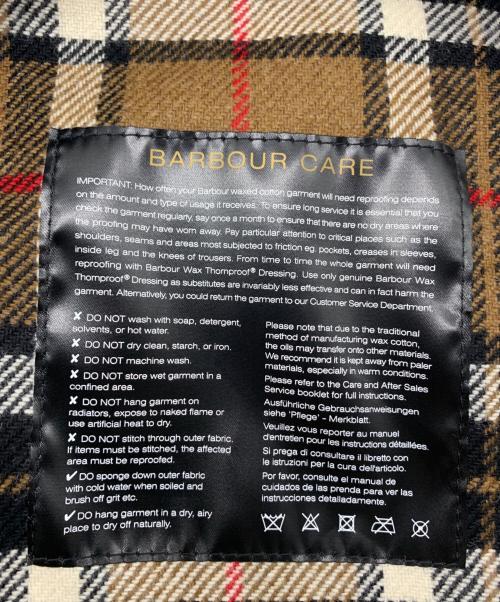 BARBOUR CARE
IMPORTANT: How often your Barbour waxed cotton garment will need reproofing depends
on the amount and type of usage it receives. To ensure long service it is essential that you
check the garment regularly, say once a month to ensure that there are no dry areas where
the proofing may have worn away. Pay particular attention to critical places such as the
shoulders, seams and areas most subjected to friction eg. pockets, creases in sleeves,
inside leg and the knees of trousers. From time to time the whole garment will need
reproofing with Barbour Wax Thornproof® Dressing. Use only genuine Barbour Wax
Thornproof® Dressing as substitutes are invariably less effective and can in fact harm the
garment. Alternatively, you could return the garment to our Customer Service Department.
✘ DO NOT wash with soap, detergent,
solvents, or hot water.
✘ DO NOT dry clean, starch, or iron.
✘ DO NOT machine wash.
✘ DO NOT store wet garment in a
confined area.
✘ DO NOT hang garment on
radiators, expose to naked flame or
use artificial heat to dry.
✘ DO NOT stitch through outer fabric.
If items must be stitched, the affected
area must be reproofed.
✔ DO sponge down outer fabric
with cold water when soiled and
brush off grit etc.
✔ DO hang garment in a dry, airy
place to dry off naturally.
Please note that due to the traditional
method of manufacturing wax cotton,
the oils may transfer onto other materials.
We recommend it is kept away from paler
materials, especially in warm conditions.
Please refer to the Care and After Sales
Service booklet for full instructions.
Ausführliche Gebrauchsanweisungen
siehe 'Pflege' - Merkblatt.
Veuillez vous reporter au manuel
d'entretien pour les instructions détaillées.
Si prega di consultare il libretto con
le istruzioni per la cura dell'articolo.
Por favor, consulte el manual de
cuidados de las prenda para ver las
instrucciones detaladamente.